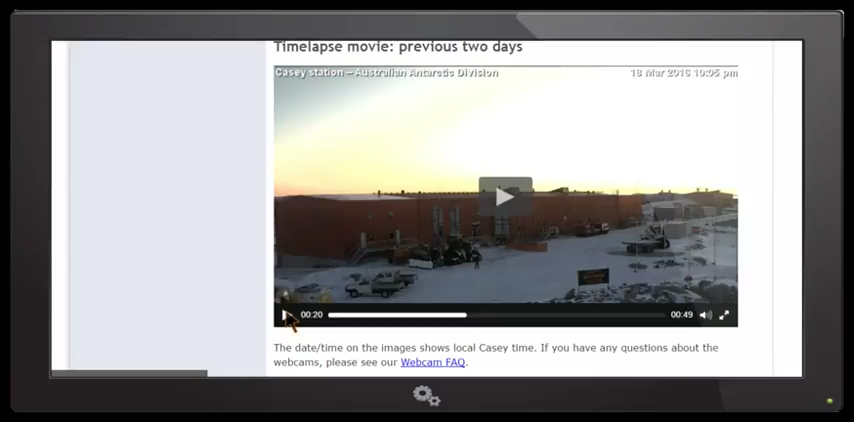 Timelapse movie: previous two days
Casey station – Australian Antarctic Division 18 Mar 2016 10:05 pm
00:20 00:49
The date/time on the images shows local Casey time. If you have any questions about the
webcams, please see our Webcam FAQ.